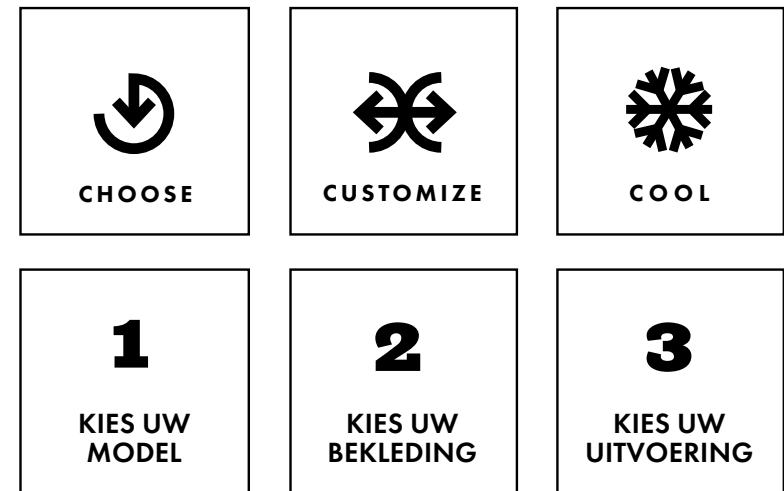 CHOOSE
CUSTOMIZE
COOL
1
KIES UW
MODEL
2
KIES UW
BEKLEDING
3
KIES UW
UITVOERING